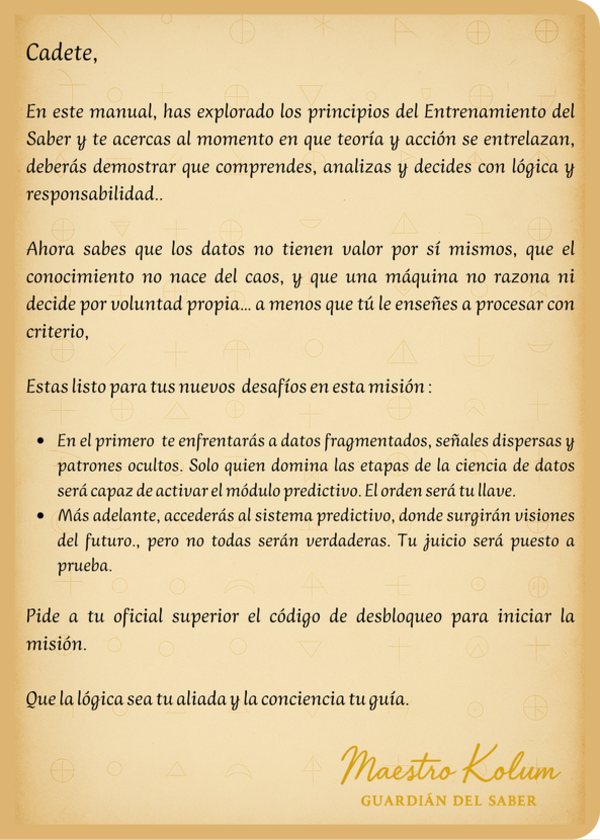 Cadete,
En este manual, has explorado los principios del Entrenamiento del
Saber y te acercas al momento en que teoría y acción se entrelazan,
deberás demostrar que comprendes, analizas y decides con lógica y
responsabilidad..
Ahora sabes que los datos no tienen valor por sí mismos, que el
conocimiento no nace del caos, y que una máquina no razona ni
decide por voluntad propia... a menos que tú le enseñes a procesar con
criterio,
Estas listo para tus nuevos desafíos en esta misión :
• En el primero te enfrentarás a datos fragmentados, señales dispersas y
patrones ocultos. Solo quien domina las etapas de la ciencia de datos
será capaz de activar el módulo predictivo. El orden será tu llave.
• Más adelante, accederás al sistema predictivo, donde surgirán visiones
del futuro., pero no todas serán verdaderas. Tu juicio será puesto a
prueba.
Pide a tu oficial superior el código de desbloqueo para iniciar la
misión.
Que la lógica sea tu aliada y la conciencia tu guía.
Maestro Kolum
GUARDIÁN DEL SABER